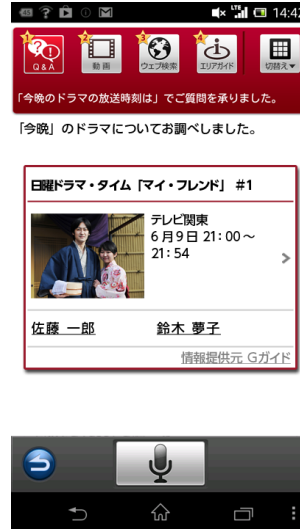 LTE 14:42
1 2 3 4
Q & A 動画 ウェブ検索 エリアガイド 切替え▼
「今晩のドラマの放送時刻は」でご質問を承りました。
「今晩」のドラマについてお調べしました。
日曜ドラマ・タイム「マイ・フレンド」 #1
テレビ関東
6月9日 21:00～
21:54
佐藤 一郎 鈴木 夢子
情報提供元 Gガイド